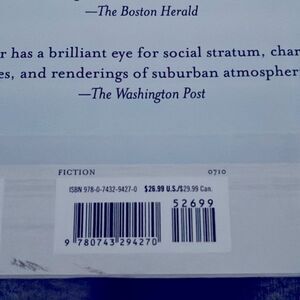 —The Boston Herald
r has a brilliant eye for social stratum, char
es, and renderings of suburban atmospher
—The Washington Post
FICTION 0710
ISBN 978-0-7432-9427-0 $26.99 U.S./$29.99 Can.
52699
9 780743 294270